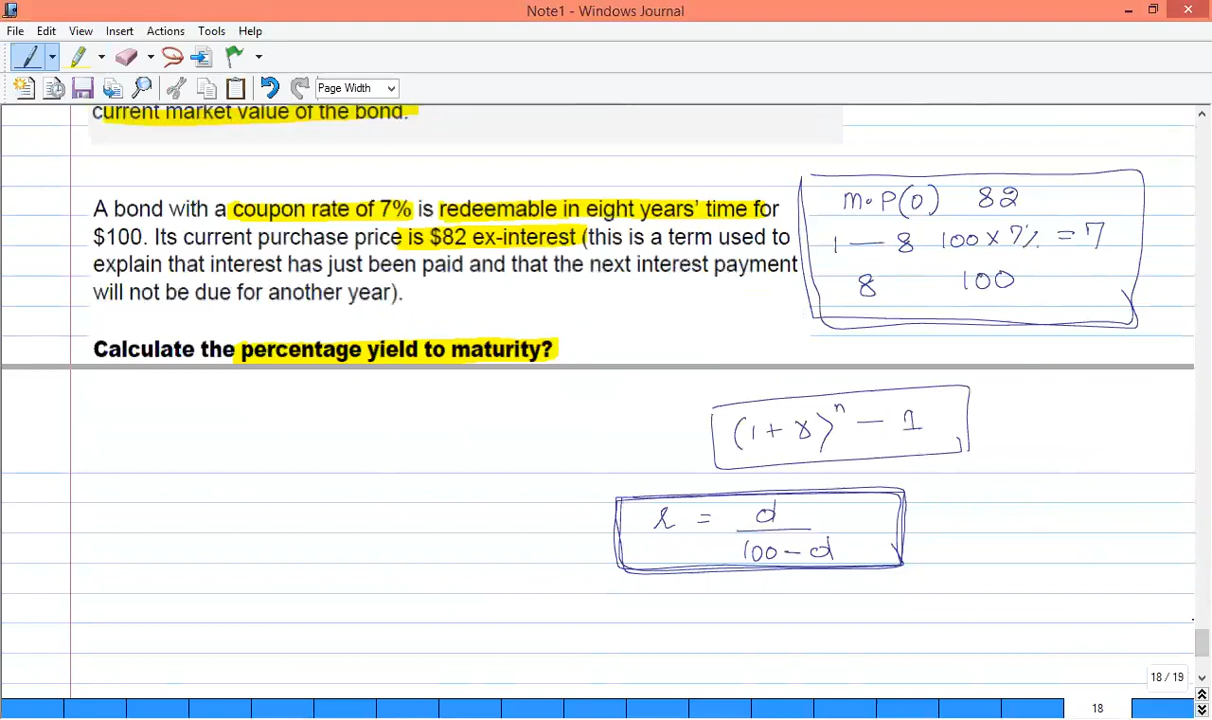 Note1 - Windows Journal
File Edit View Insert Actions Tools Help
Page Width
current market value of the bond.
A bond with a coupon rate of 7% is redeemable in eight years' time for
$100. Its current purchase price is $82 ex-interest (this is a term used to
explain that interest has just been paid and that the next interest payment
will not be due for another year).
Calculate the percentage yield to maturity?
M.P(0) 82
1 — 8 100 x 7% = 7
8 100
(1 + r)^n — 1
r = d
100 - d
18 / 19
18